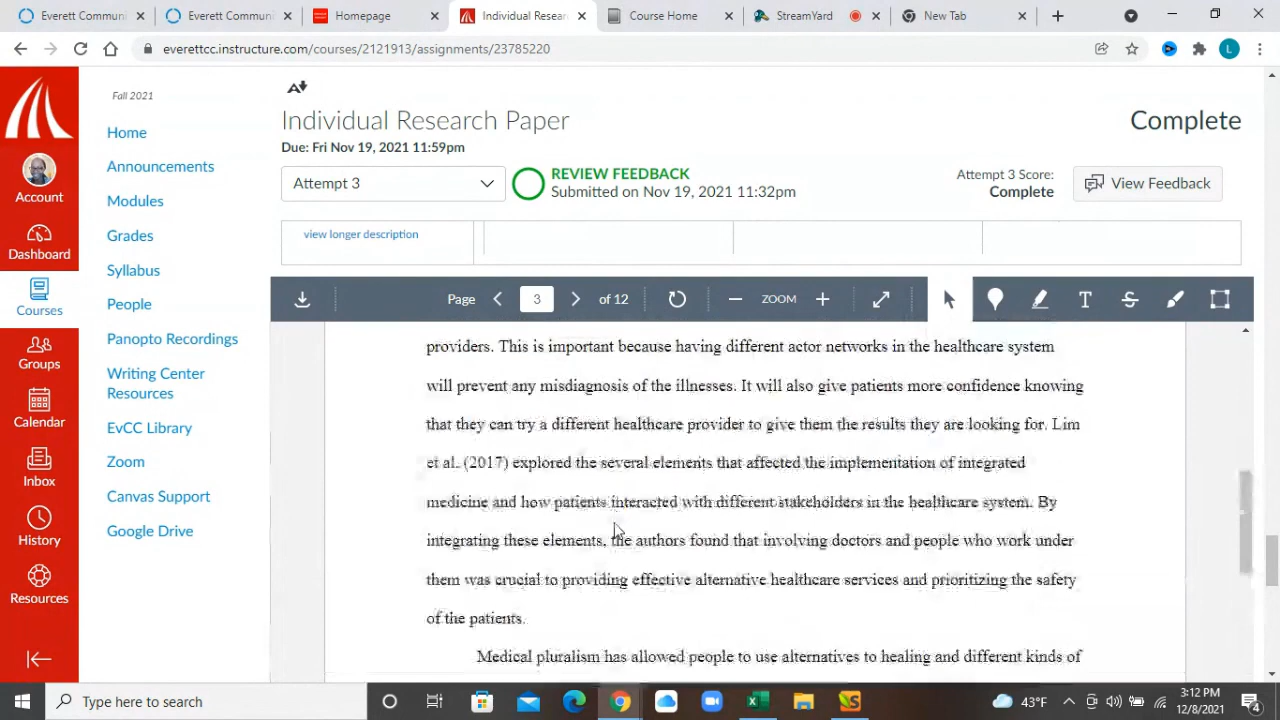 Everett Commun
Everett Commun
Homepage
Individual Resear
Course Home
StreamYard
New Tab
everettcc.instructure.com/courses/2121913/assignments/23785220
L
Account
Dashboard
Courses
Groups
Calendar
Inbox
History
Resources
Fall 2021
Home
Announcements
Modules
Grades
Syllabus
People
Panopto Recordings
Writing Center
Resources
EvCC Library
Zoom
Canvas Support
Google Drive
Individual Research Paper
Complete
Due: Fri Nov 19, 2021 11:59pm
Attempt 3
REVIEW FEEDBACK
Submitted on Nov 19, 2021 11:32pm
Attempt 3 Score:
Complete
View Feedback
view longer description
Page 3 of 12 ZOOM
providers. This is important because having different actor networks in the healthcare system
will prevent any misdiagnosis of the illnesses. It will also give patients more confidence knowing
that they can try a different healthcare provider to give them the results they are looking for. Lim
et al. (2017) explored the several elements that affected the implementation of integrated
medicine and how patients interacted with different stakeholders in the healthcare system. By
integrating these elements, the authors found that involving doctors and people who work under
them was crucial to providing effective alternative healthcare services and prioritizing the safety
of the patients.
Medical pluralism has allowed people to use alternatives to healing and different kinds of
Type here to search
43°F
3:12 PM
12/8/2021
4